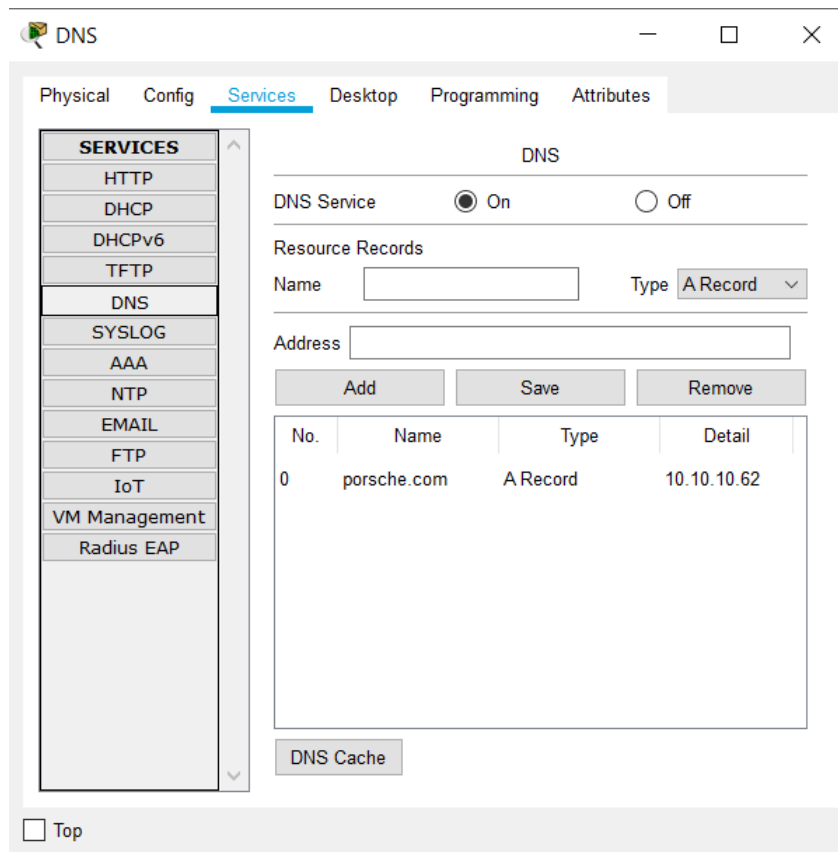 DNS
Physical Config Services Desktop Programming Attributes
SERVICES
HTTP
DHCP
DHCPv6
TFTP
DNS
SYSLOG
AAA
NTP
EMAIL
FTP
IoT
VM Management
Radius EAP
DNS
DNS Service On Off
Resource Records
Name Type A Record
Address
Add Save Remove
No. Name Type Detail
0 porsche.com A Record 10.10.10.62
DNS Cache
Top